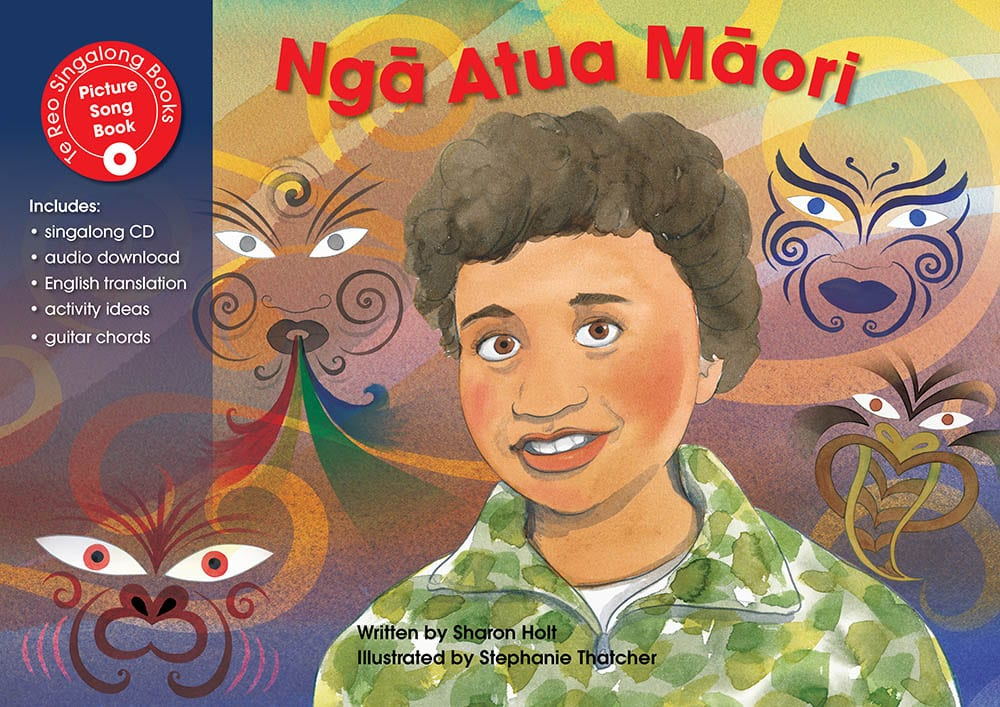 Ngā Atua Māori
Te Reo Singalong Books
Picture
Song
Book
Includes:
• singalong CD
• audio download
• English translation
• activity ideas
• guitar chords
Written by Sharon Holt
Illustrated by Stephanie Thatcher